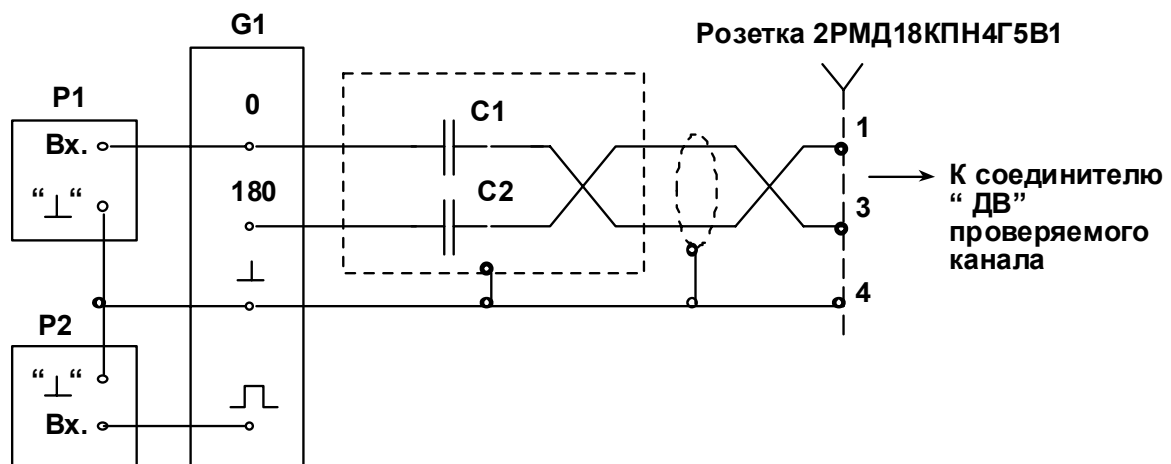 G1
Розетка 2РМД18КПН4Г5В1
P1
0
C1
1
Вх.
180
C2
К соединителю
“ ДВ”
проверяемого
канала
“⊥“
3
⊥
4
P2
“⊥“
Вх.